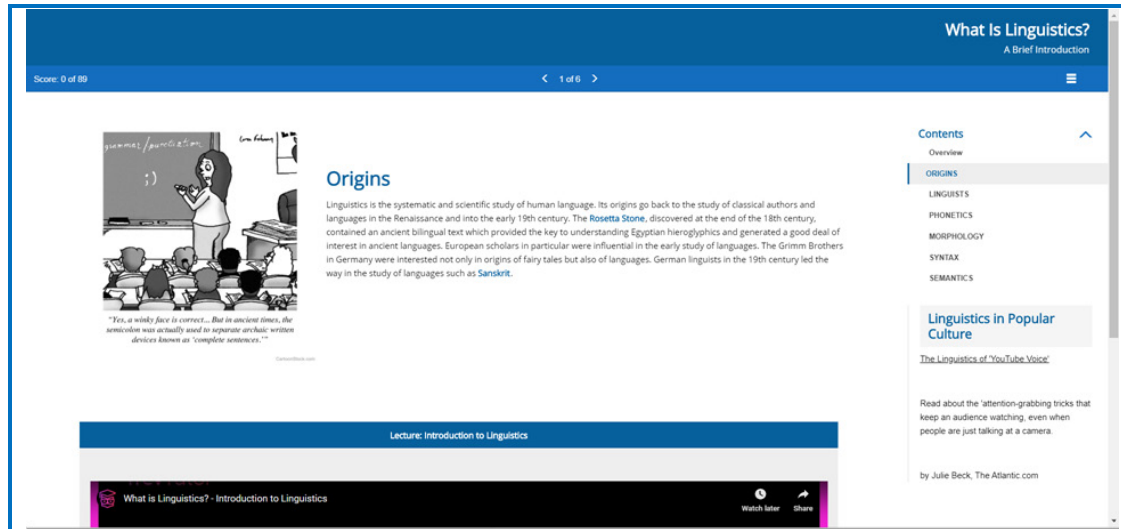 What Is Linguistics?
A Brief Introduction
Score: 0 of 89
1 of 6
grammar/punctuation
;)
"Yes, a winky face is correct... But in ancient times, the
semicolon was actually used to separate archaic written
devices known as 'complete sentences.'"
CartoonStock.com
Origins
Linguistics is the systematic and scientific study of human language. Its origins go back to the study of classical authors and
languages in the Renaissance and into the early 19th century. The Rosetta Stone, discovered at the end of the 18th century,
contained an ancient bilingual text which provided the key to understanding Egyptian hieroglyphics and generated a good deal of
interest in ancient languages. European scholars in particular were influential in the early study of languages. The Grimm Brothers
in Germany were interested not only in origins of fairy tales but also of languages. German linguists in the 19th century led the
way in the study of languages such as Sanskrit.
Lecture: Introduction to Linguistics
What is Linguistics? - Introduction to Linguistics
Watch later
Share
Contents
Overview
ORIGINS
LINGUISTS
PHONETICS
MORPHOLOGY
SYNTAX
SEMANTICS
Linguistics in Popular
Culture
The Linguistics of 'YouTube Voice'
Read about the 'attention-grabbing tricks that
keep an audience watching, even when
people are just talking at a camera.
by Julie Beck, The Atlantic.com